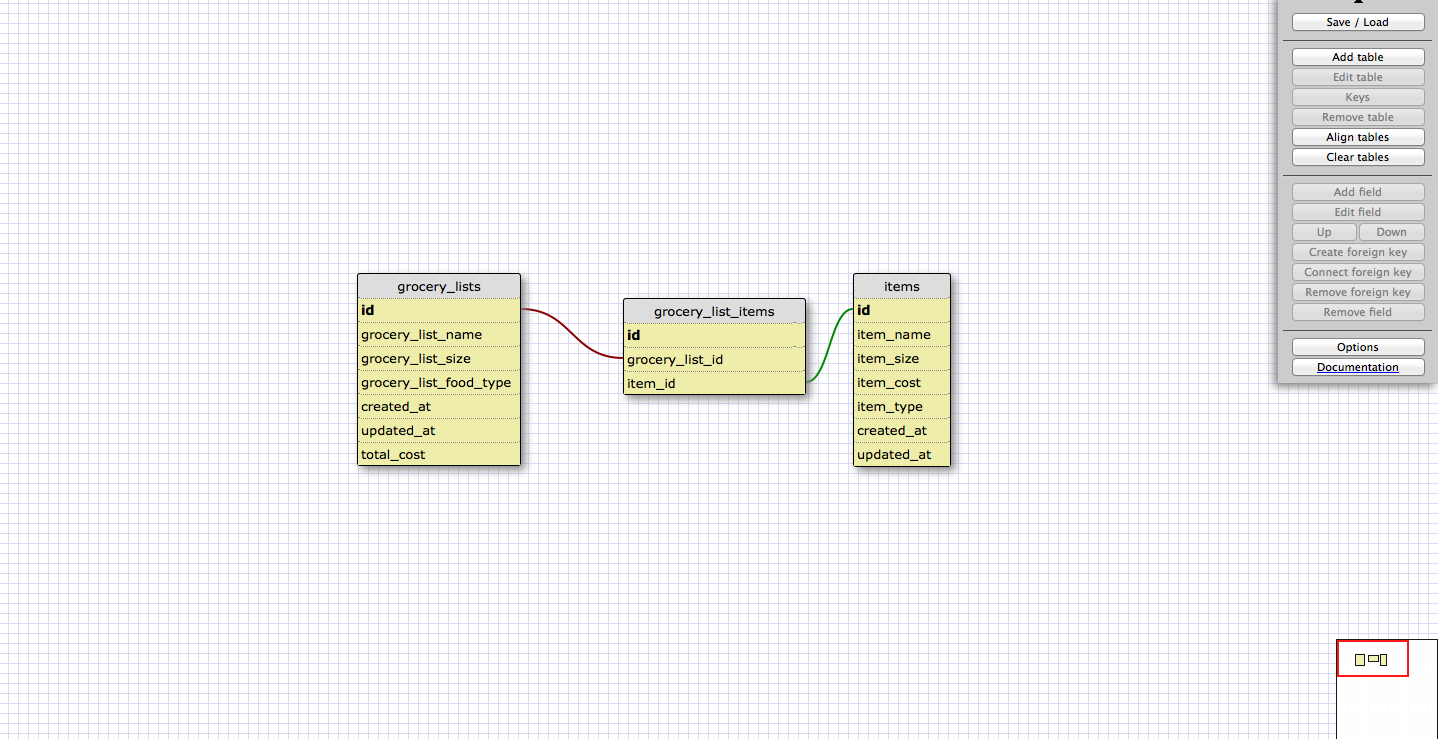 grocery_lists
id
grocery_list_name
grocery_list_size
grocery_list_food_type
created_at
updated_at
total_cost
grocery_list_items
id
grocery_list_id
item_id
items
id
item_name
item_size
item_cost
item_type
created_at
updated_at
Save / Load
Add table
Edit table
Keys
Remove table
Align tables
Clear tables
Add field
Edit field
Up Down
Create foreign key
Connect foreign key
Remove foreign key
Remove field
Options
Documentation